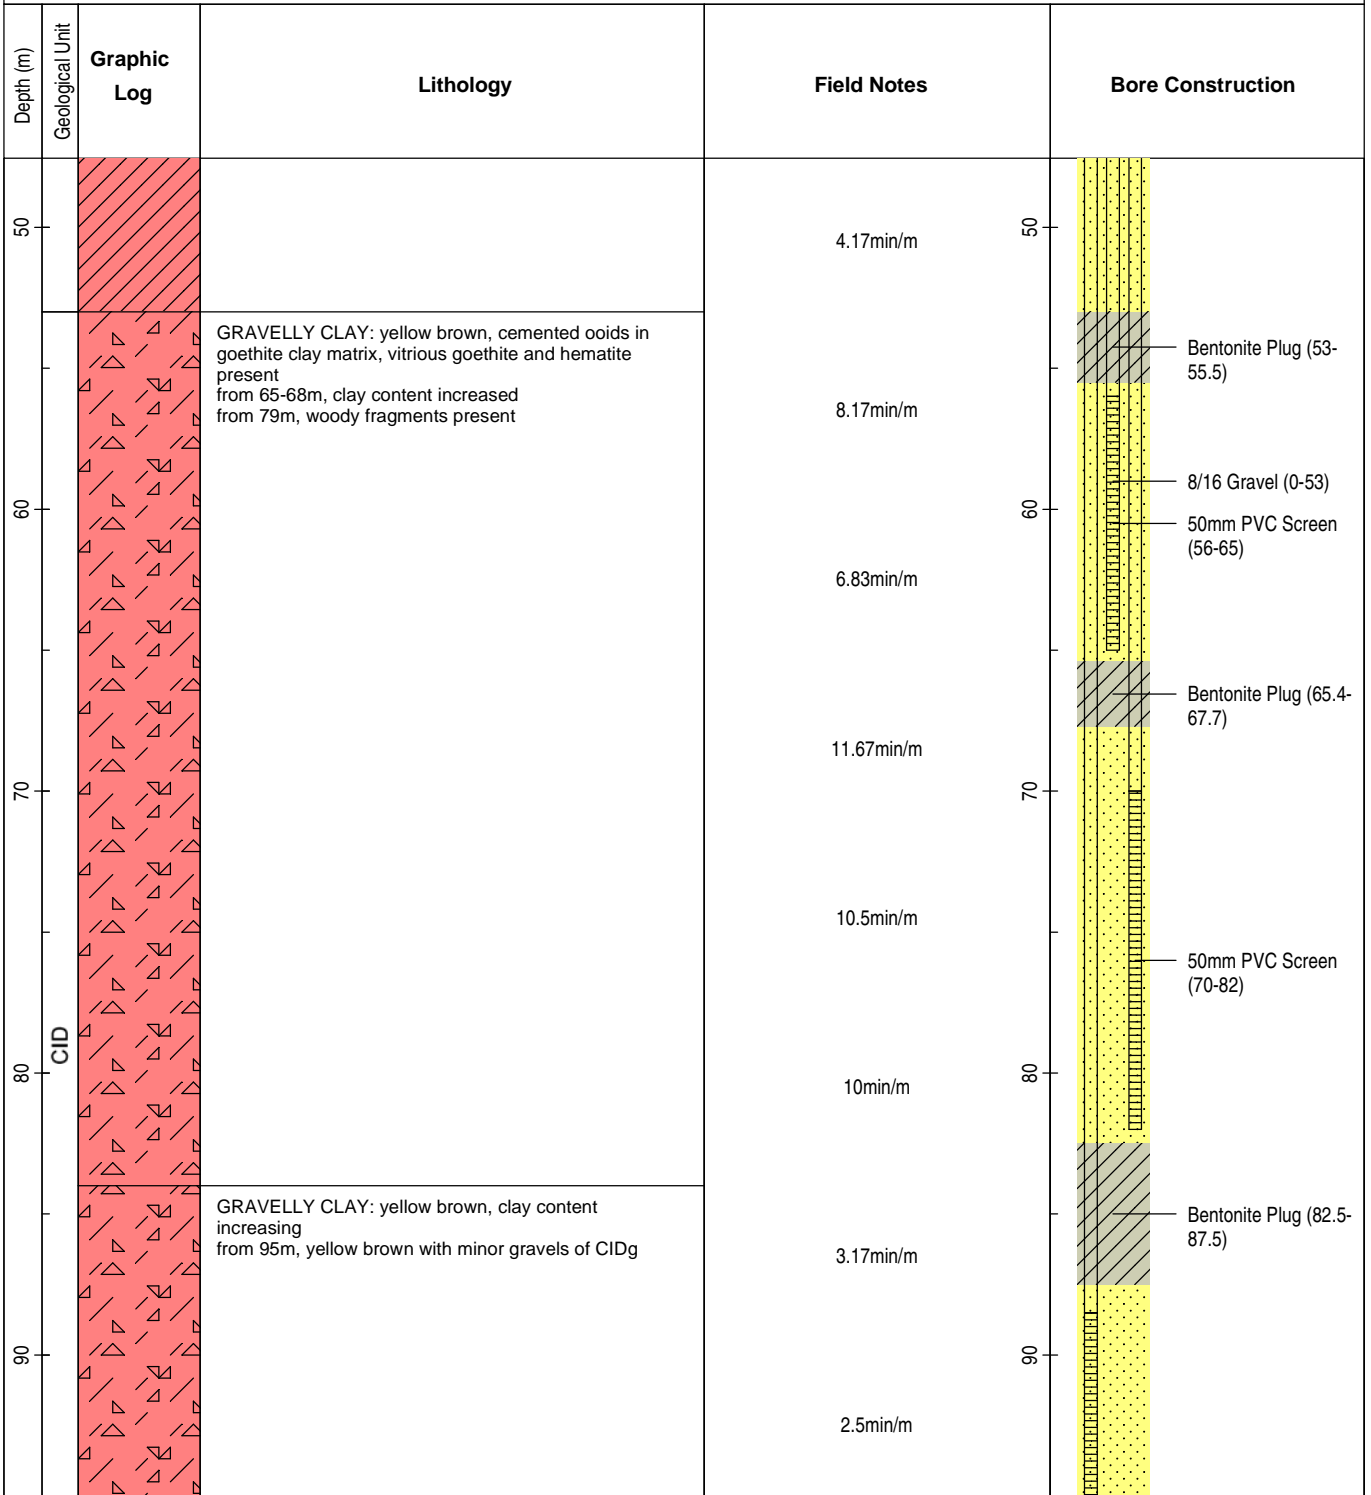 Depth (m)
Geological Unit
Graphic
Log
Lithology
Field Notes
Bore Construction
50
4.17min/m
50
GRAVELLY CLAY: yellow brown, cemented ooids in
goethite clay matrix, vitrious goethite and hematite
present
from 65-68m, clay content increased
from 79m, woody fragments present
Bentonite Plug (53-
55.5)
8.17min/m
8/16 Gravel (0-53)
60
60
50mm PVC Screen
(56-65)
6.83min/m
Bentonite Plug (65.4-
67.7)
11.67min/m
70
70
10.5min/m
50mm PVC Screen
(70-82)
CID
80
10min/m
80
GRAVELLY CLAY: yellow brown, clay content
increasing
from 95m, yellow brown with minor gravels of CIDg
Bentonite Plug (82.5-
87.5)
3.17min/m
90
90
2.5min/m